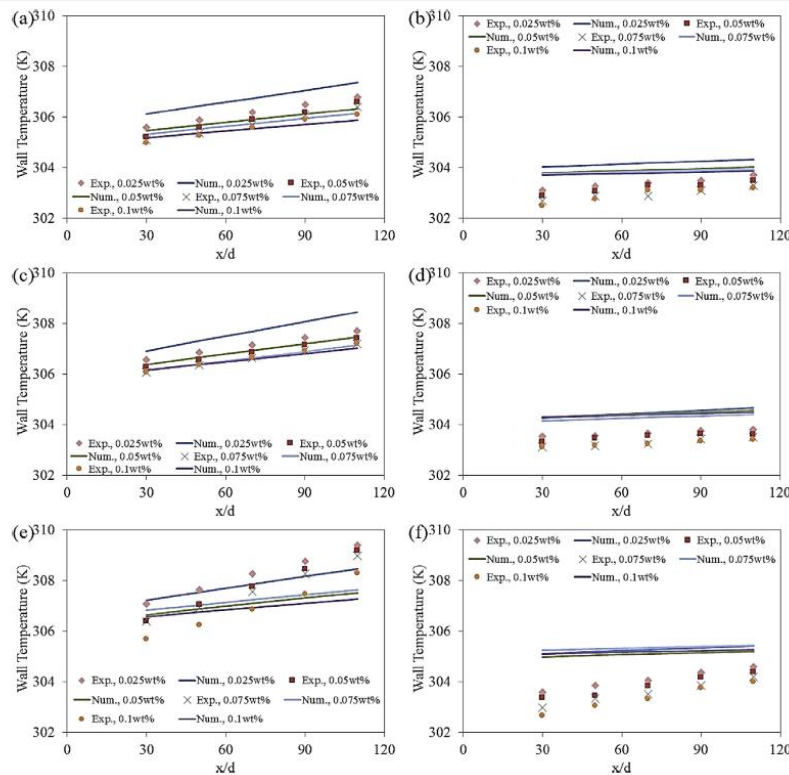 (a)
310
308
306
304
302
Wall Temperature (K)
Exp., 0.025wt% Num., 0.025wt% Exp., 0.05wt%
Num., 0.05wt% Exp., 0.075wt% Num., 0.075wt%
Exp., 0.1wt% Num., 0.1wt%
0 30 60 90 120
x/d
(b)
310
308
306
304
302
Wall Temperature (K)
Exp., 0.025wt% Num., 0.025wt% Exp., 0.05wt%
Num., 0.05wt% Exp., 0.075wt% Num., 0.075wt%
Exp., 0.1wt% Num., 0.1wt%
0 30 60 90 120
x/d
(c)
310
308
306
304
302
Wall Temperature (K)
Exp., 0.025wt% Num., 0.025wt% Exp., 0.05wt%
Num., 0.05wt% Exp., 0.075wt% Num., 0.075wt%
Exp., 0.1wt% Num., 0.1wt%
0 30 60 90 120
x/d
(d)
310
308
306
304
302
Wall Temperature (K)
Exp., 0.025wt% Num., 0.025wt% Exp., 0.05wt%
Num., 0.05wt% Exp., 0.075wt% Num., 0.075wt%
Exp., 0.1wt% Num., 0.1wt%
0 30 60 90 120
x/d
(e)
310
308
306
304
302
Wall Temperature (K)
Exp., 0.025wt% Num., 0.025wt% Exp., 0.05wt%
Num., 0.05wt% Exp., 0.075wt% Num., 0.075wt%
Exp., 0.1wt% Num., 0.1wt%
0 30 60 90 120
x/d
(f)
310
308
306
304
302
Wall Temperature (K)
Exp., 0.025wt% Num., 0.025wt% Exp., 0.05wt%
Num., 0.05wt% Exp., 0.075wt% Num., 0.075wt%
Exp., 0.1wt% Num., 0.1wt%
0 30 60 90 120
x/d